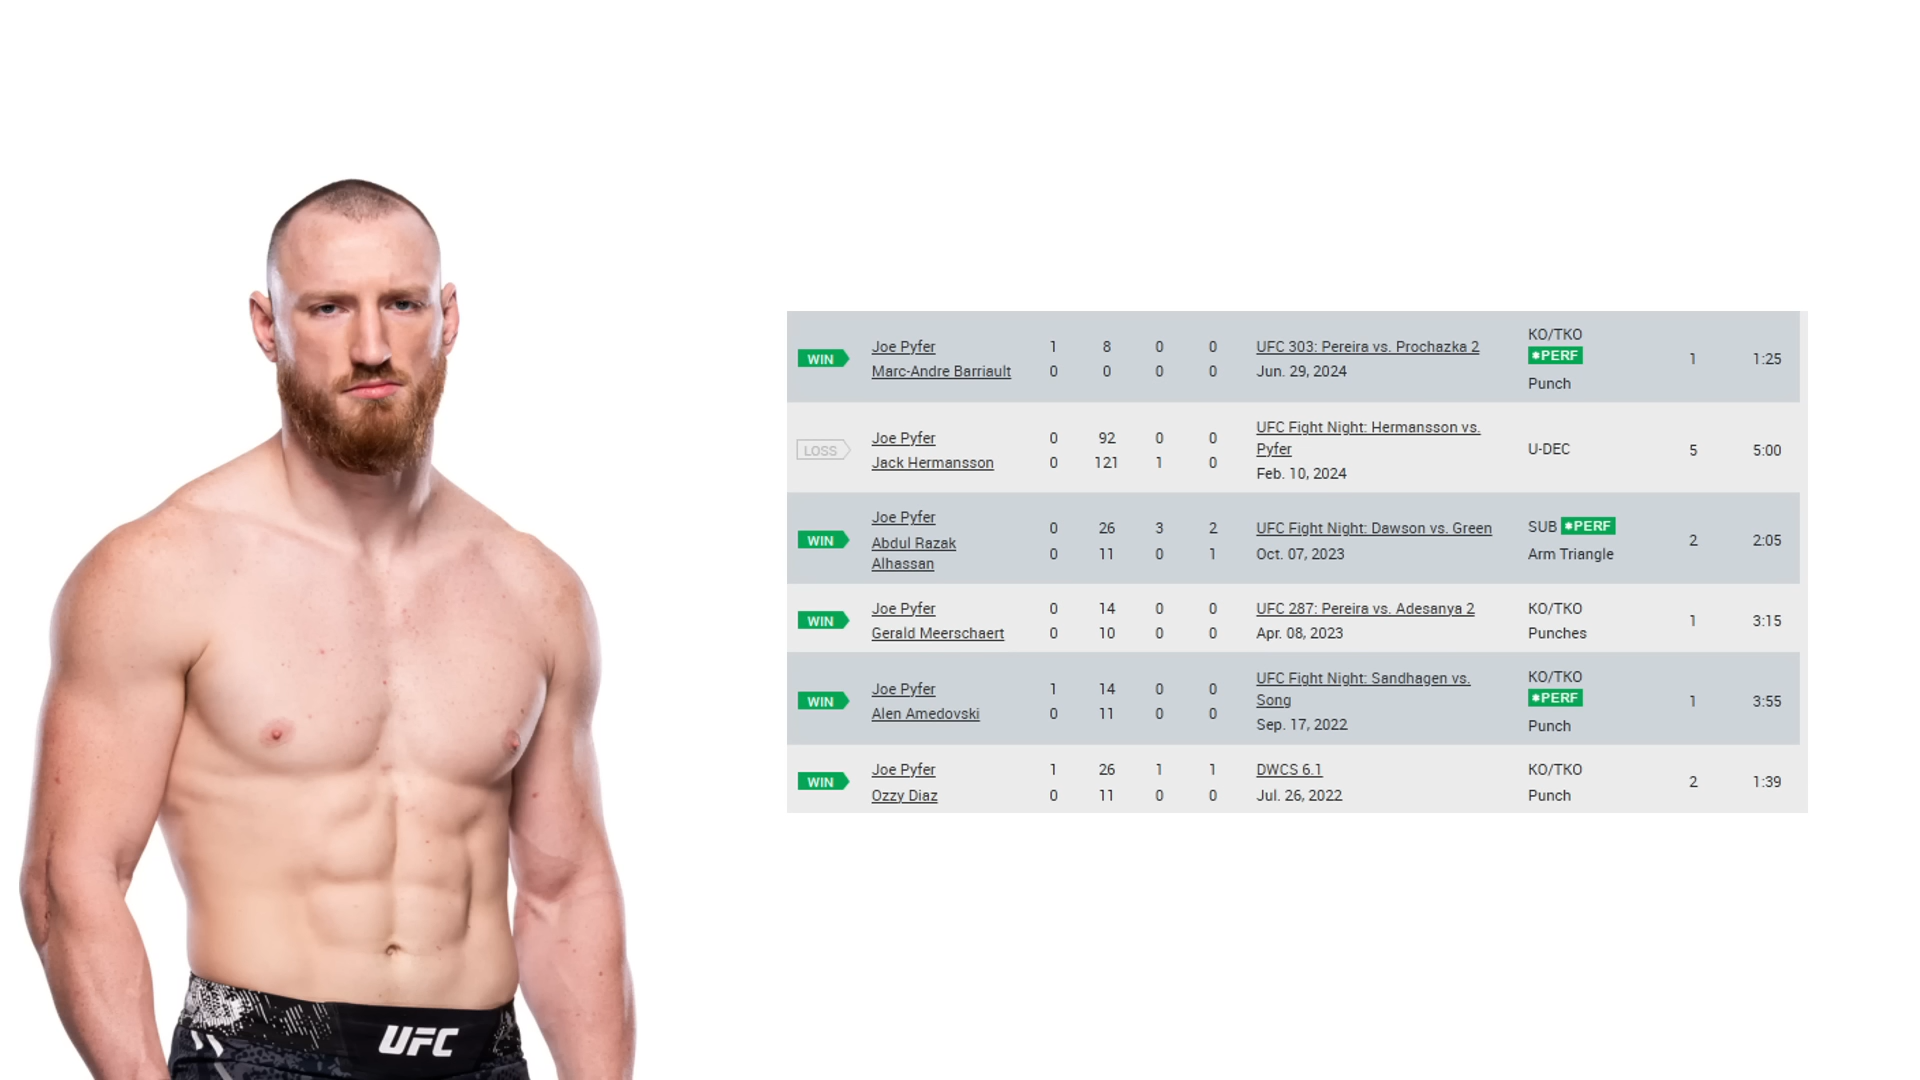 WIN
Joe Pyfer
Marc-Andre Barriault
1 8 0 0
0 0 0 0
UFC 303: Pereira vs. Prochazka 2
Jun. 29, 2024
KO/TKO
✱PERF
Punch
1
1:25
LOSS
Joe Pyfer
Jack Hermansson
0 92 0 0
0 121 1 0
UFC Fight Night: Hermansson vs.
Pyfer
Feb. 10, 2024
U-DEC
5
5:00
WIN
Joe Pyfer
Abdul Razak
Alhassan
0 26 3 2
0 11 0 1
UFC Fight Night: Dawson vs. Green
Oct. 07, 2023
SUB ✱PERF
Arm Triangle
2
2:05
WIN
Joe Pyfer
Gerald Meerschaert
0 14 0 0
0 10 0 0
UFC 287: Pereira vs. Adesanya 2
Apr. 08, 2023
KO/TKO
Punches
1
3:15
WIN
Joe Pyfer
Alen Amedovski
1 14 0 0
0 11 0 0
UFC Fight Night: Sandhagen vs.
Song
Sep. 17, 2022
KO/TKO
✱PERF
Punch
1
3:55
WIN
Joe Pyfer
Ozzy Diaz
1 26 1 1
0 11 0 0
DWCS 6.1
Jul. 26, 2022
KO/TKO
Punch
2
1:39
UFC